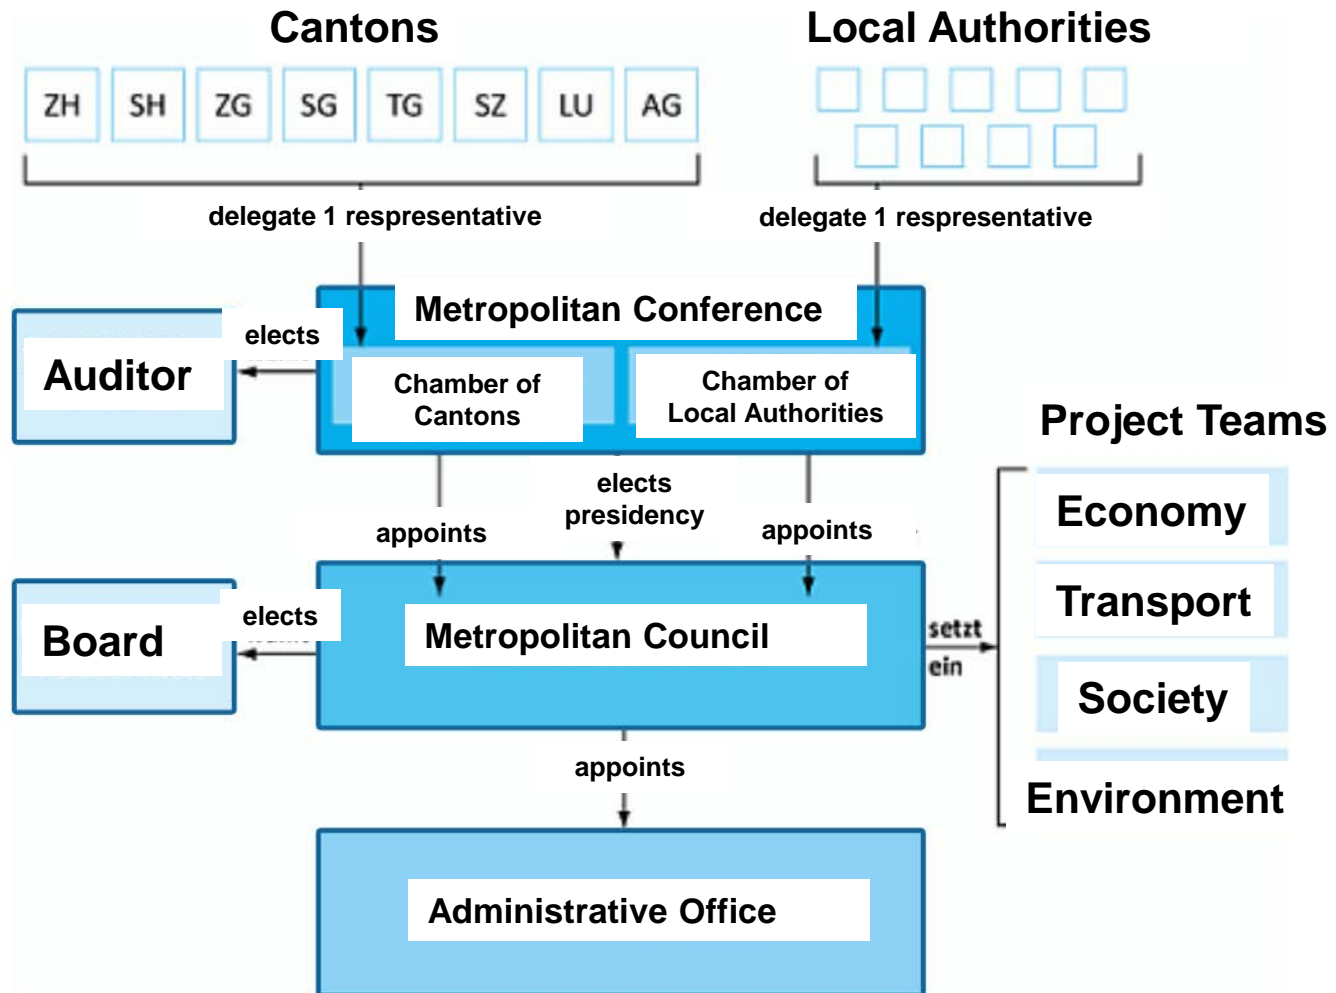 Cantons
Local Authorities
ZH SH ZG SG TG SZ LU AG
delegate 1 respresentative
delegate 1 respresentative
Metropolitan Conference
elects
Auditor
Chamber of
Cantons
Chamber of
Local Authorities
Project Teams
elects
presidency
appoints
appoints
Economy
Transport
elects
Board
Metropolitan Council
setzt
ein
Society
appoints
Environment
Administrative Office